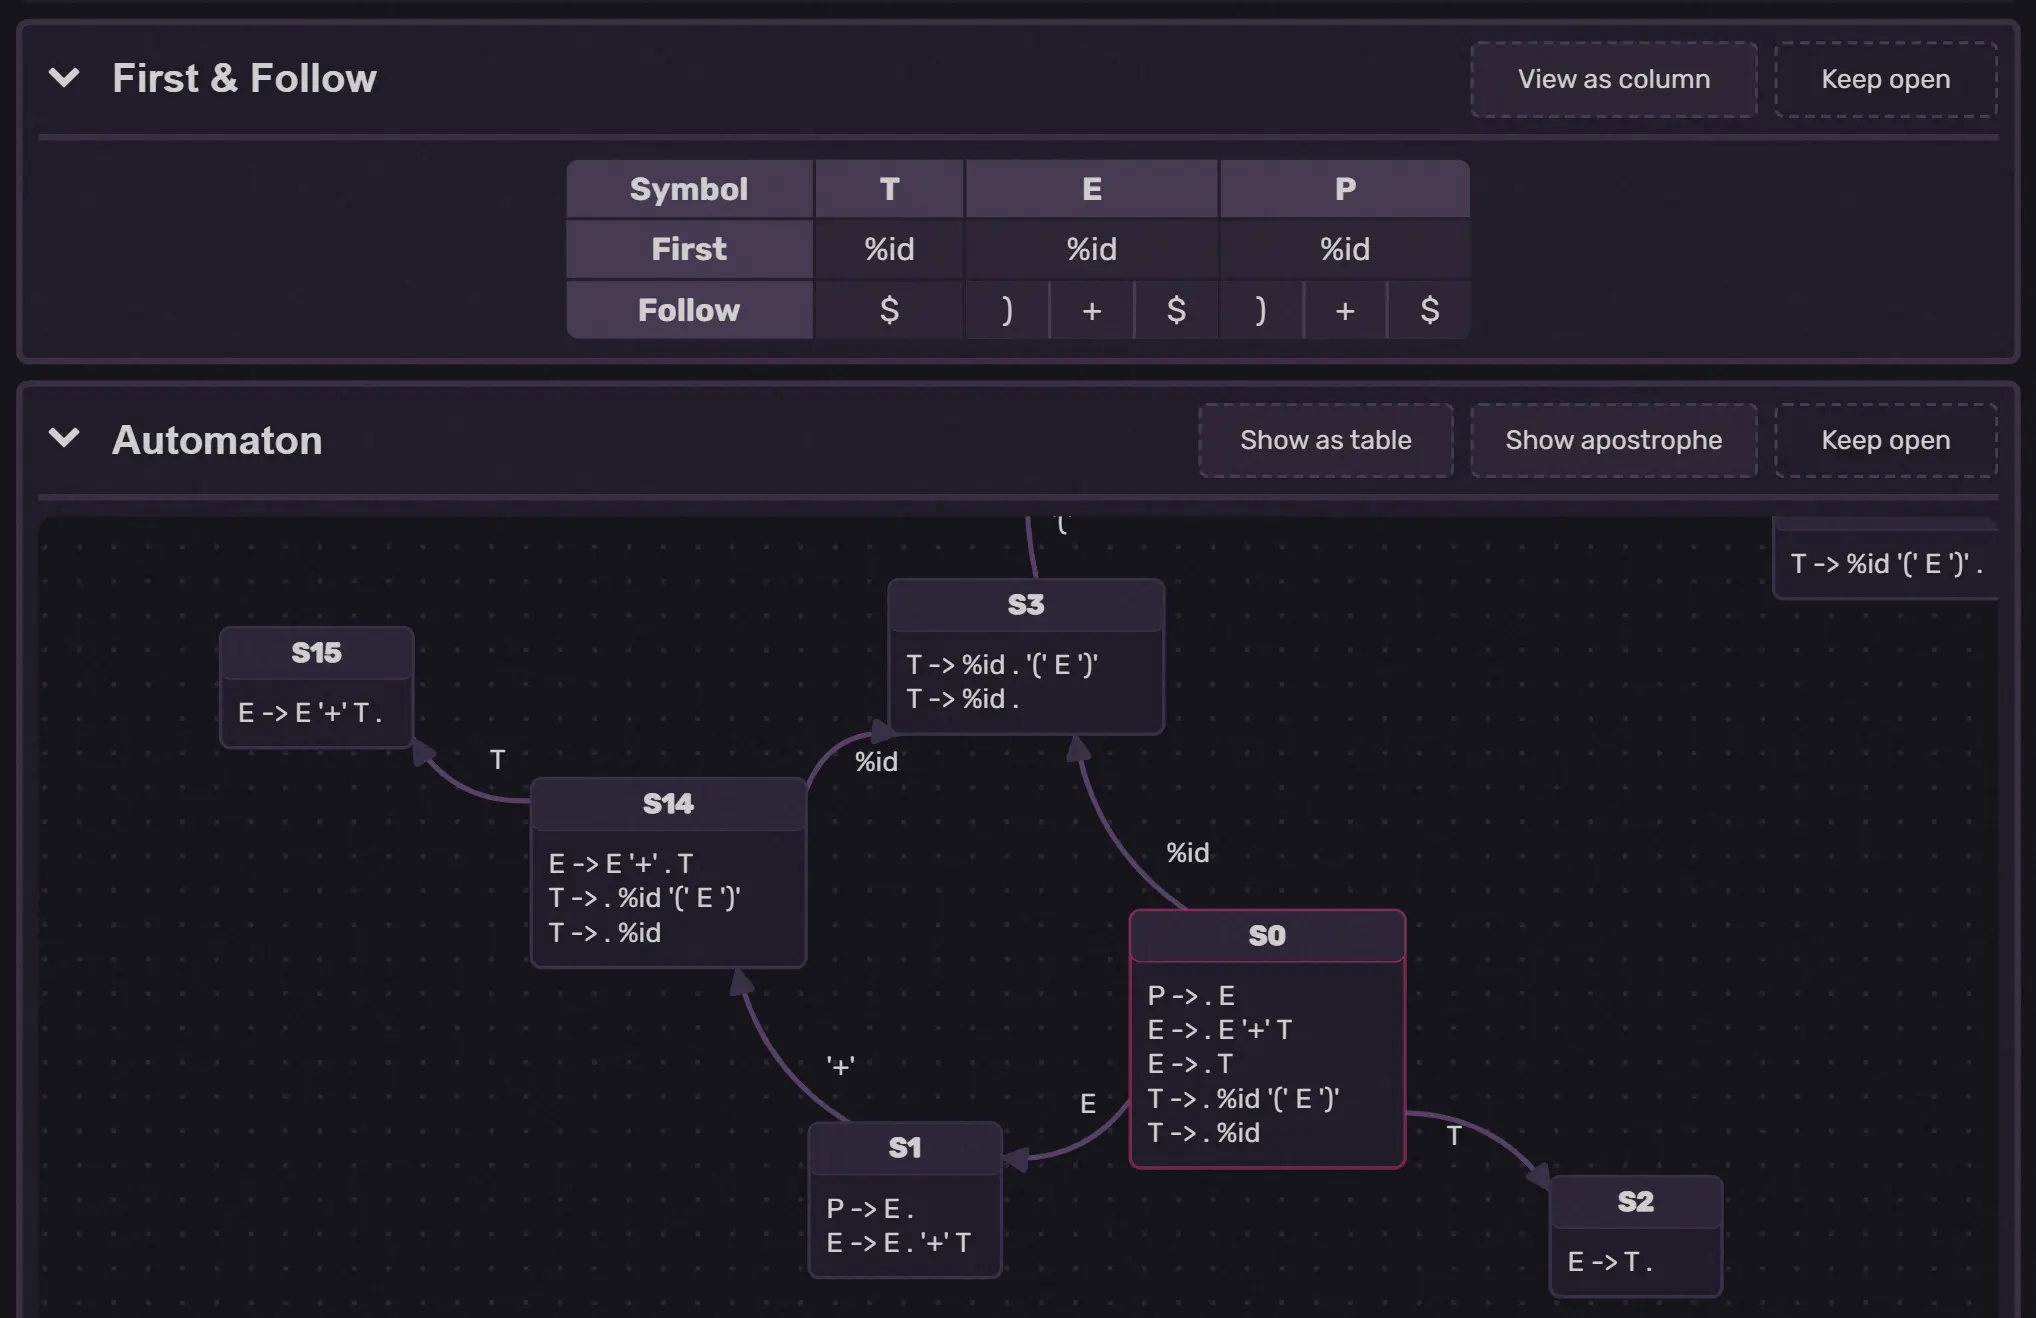 First & Follow
View as column
Keep open
Symbol T E P
First %id %id %id
Follow $ ) + $ ) + $
Automaton
Show as table
Show apostrophe
Keep open
'('
T -> %id '(' E ')' .
S3
T -> %id . '(' E ')'
T -> %id .
S15
E -> E '+' T .
T
%id
S14
E -> E '+' . T
T -> . %id '(' E ')'
T -> . %id
%id
S0
P -> . E
E -> . E '+' T
E -> . T
T -> . %id '(' E ')'
T -> . %id
'+'
E
T
S1
P -> E .
E -> E . '+' T
S2
E -> T .